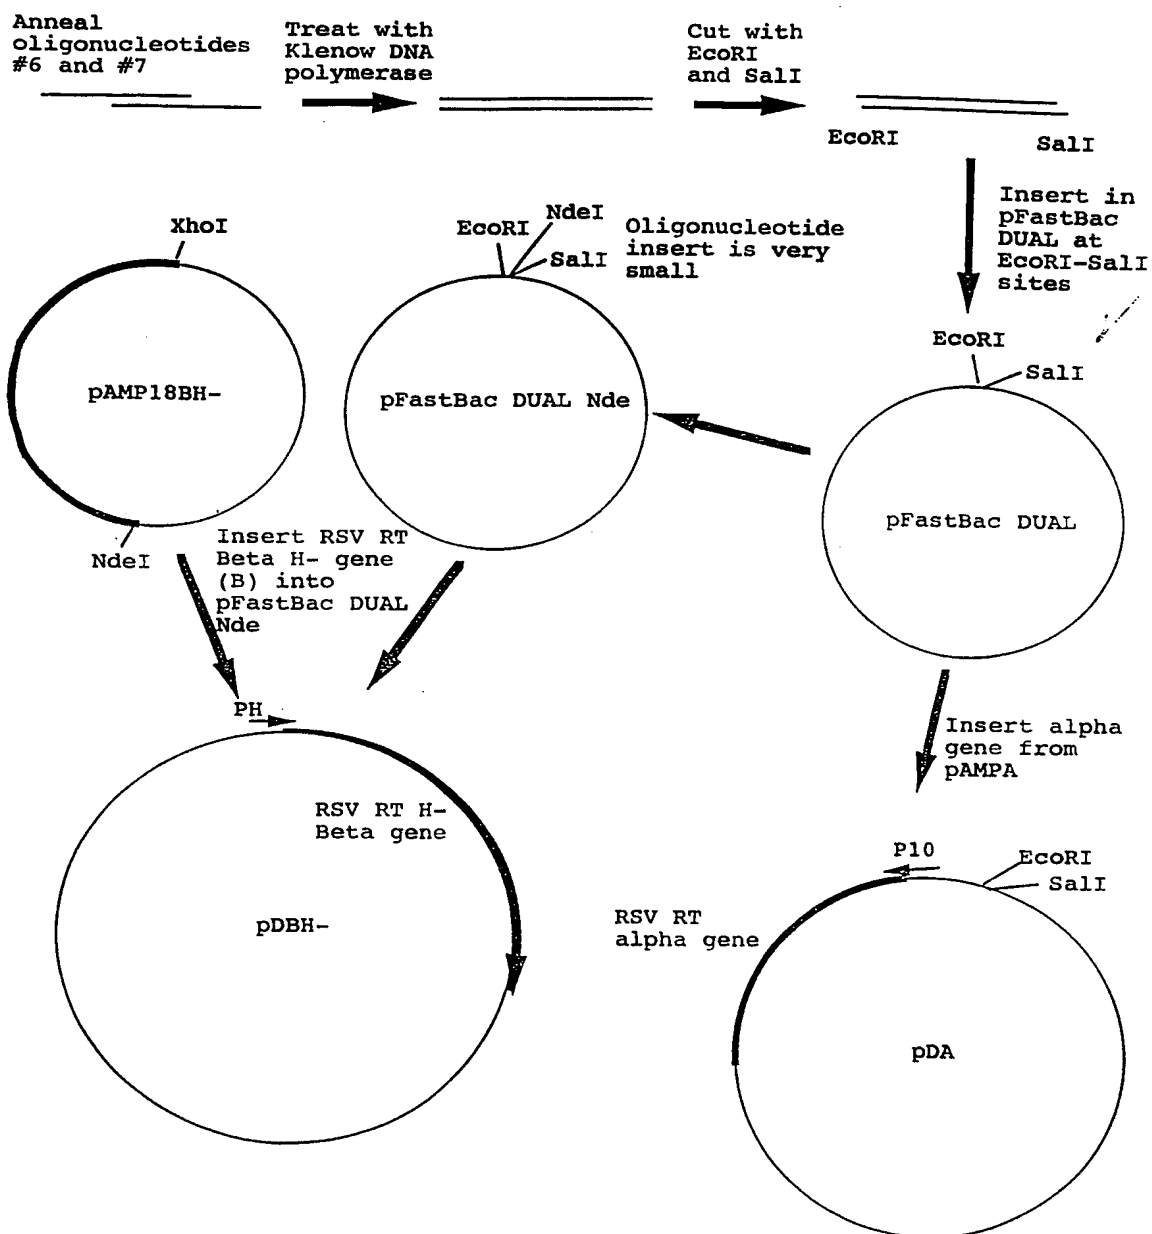 Anneal
oligonucleotides
#6 and #7
Treat with
Klenow DNA
polymerase
Cut with
EcoRI
and SalI
EcoRI
SalI
Insert in
pFastBac
DUAL at
EcoRI-SalI
sites
XhoI
pAMP18BH-
NdeI
EcoRI
NdeI
SalI
Oligonucleotide
insert is very
small
pFastBac DUAL Nde
EcoRI
SalI
pFastBac DUAL
Insert RSV RT
Beta H- gene
(B) into
pFastBac DUAL
Nde
PH
RSV RT H-
Beta gene
pDBH-
Insert alpha
gene from
pAMPA
P10
EcoRI
SalI
RSV RT
alpha gene
pDA